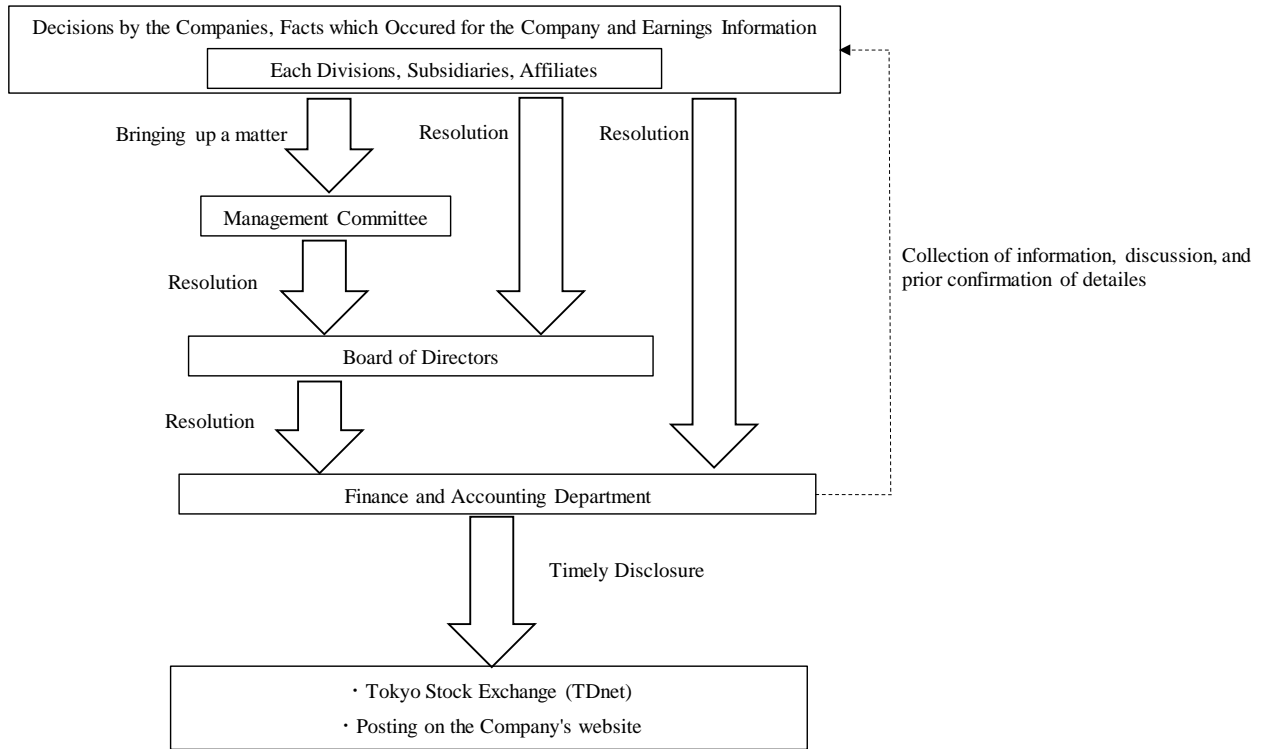 Decisions by the Companies, Facts which Occured for the Company and Earnings Information
Each Divisions, Subsidiaries, Affiliates
Bringing up a matter
Resolution
Resolution
Management Committee
Collection of information, discussion, and
prior confirmation of detailes
Resolution
Board of Directors
Resolution
Finance and Accounting Department
Timely Disclosure
・Tokyo Stock Exchange (TDnet)
・Posting on the Company's website